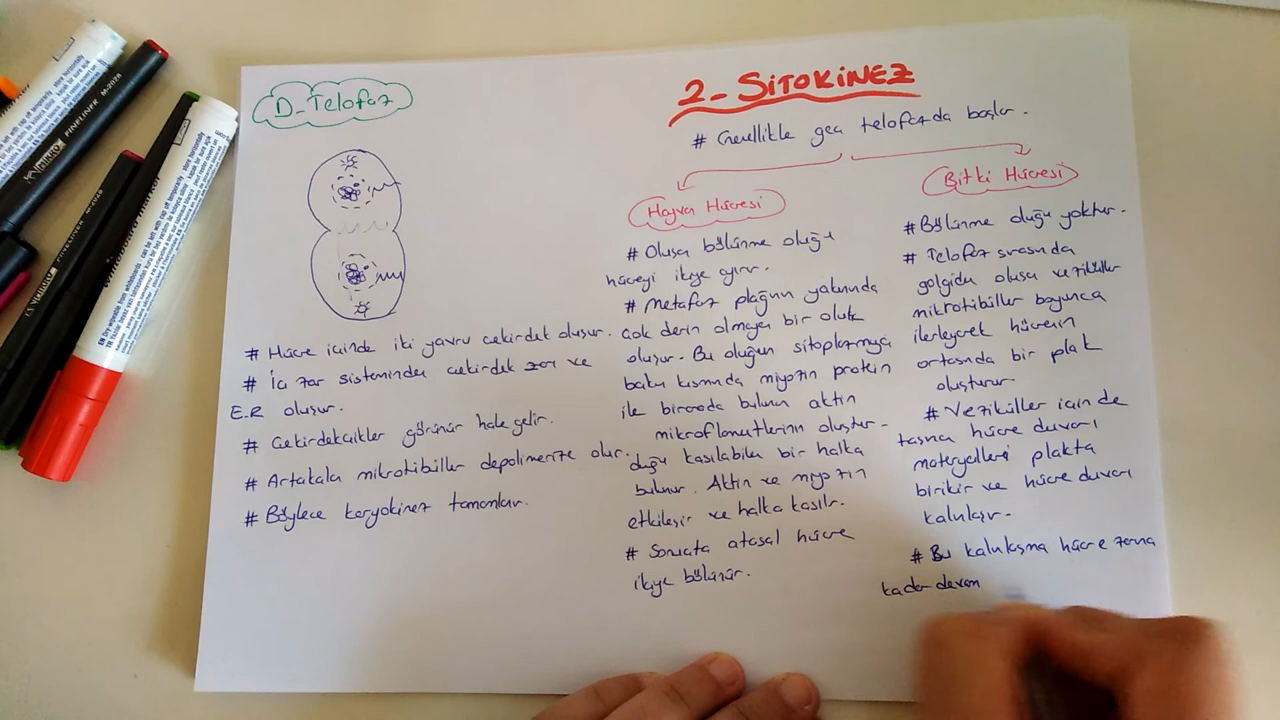 D-Telofaz
# Hücre içinde iki yavru çekirdek oluşur.
# İç zar sisteminden çekirdek zarı ve
E.R oluşur.
# Çekirdekçikler görünür hale gelir.
# Artakalan mikrotübüller depolimerize olur.
# Böylece karyokinez tamamlanır.
2- SİTOKİNEZ
# Genellikle geç telofazda başlar.
Hayvan Hücresi
# Oluşan bölünme oluğu
hücreyi ikiye ayırır.
# Metafaz plağının yakınında
çok derin olmayan bir oluk
oluşur. Bu oluğun sitoplazmaya
bakan kısmında miyozin protein
ile birarada bulunan aktin
mikroflamentlerinin oluştur-
duğu kasılabilen bir halka
bulunur. Aktin ve miyozin
etkileşir ve halka kasılır.
# Sonuçta atasal hücre
ikiye bölünür.
Bitki Hücresi
# Bölünme oluğu yoktur.
# Telofaz sırasında
golgiden oluşan veziküller
mikrotübüller boyunca
ilerleyerek hücrenin
ortasında bir plak
oluşturur.
# Veziküller içinde
taşınan hücre duvarı
materyalleri plakta
birikir ve hücre duvarı
kalınlaşır.
# Bu kalınlaşma hücre zarına
kadar devam